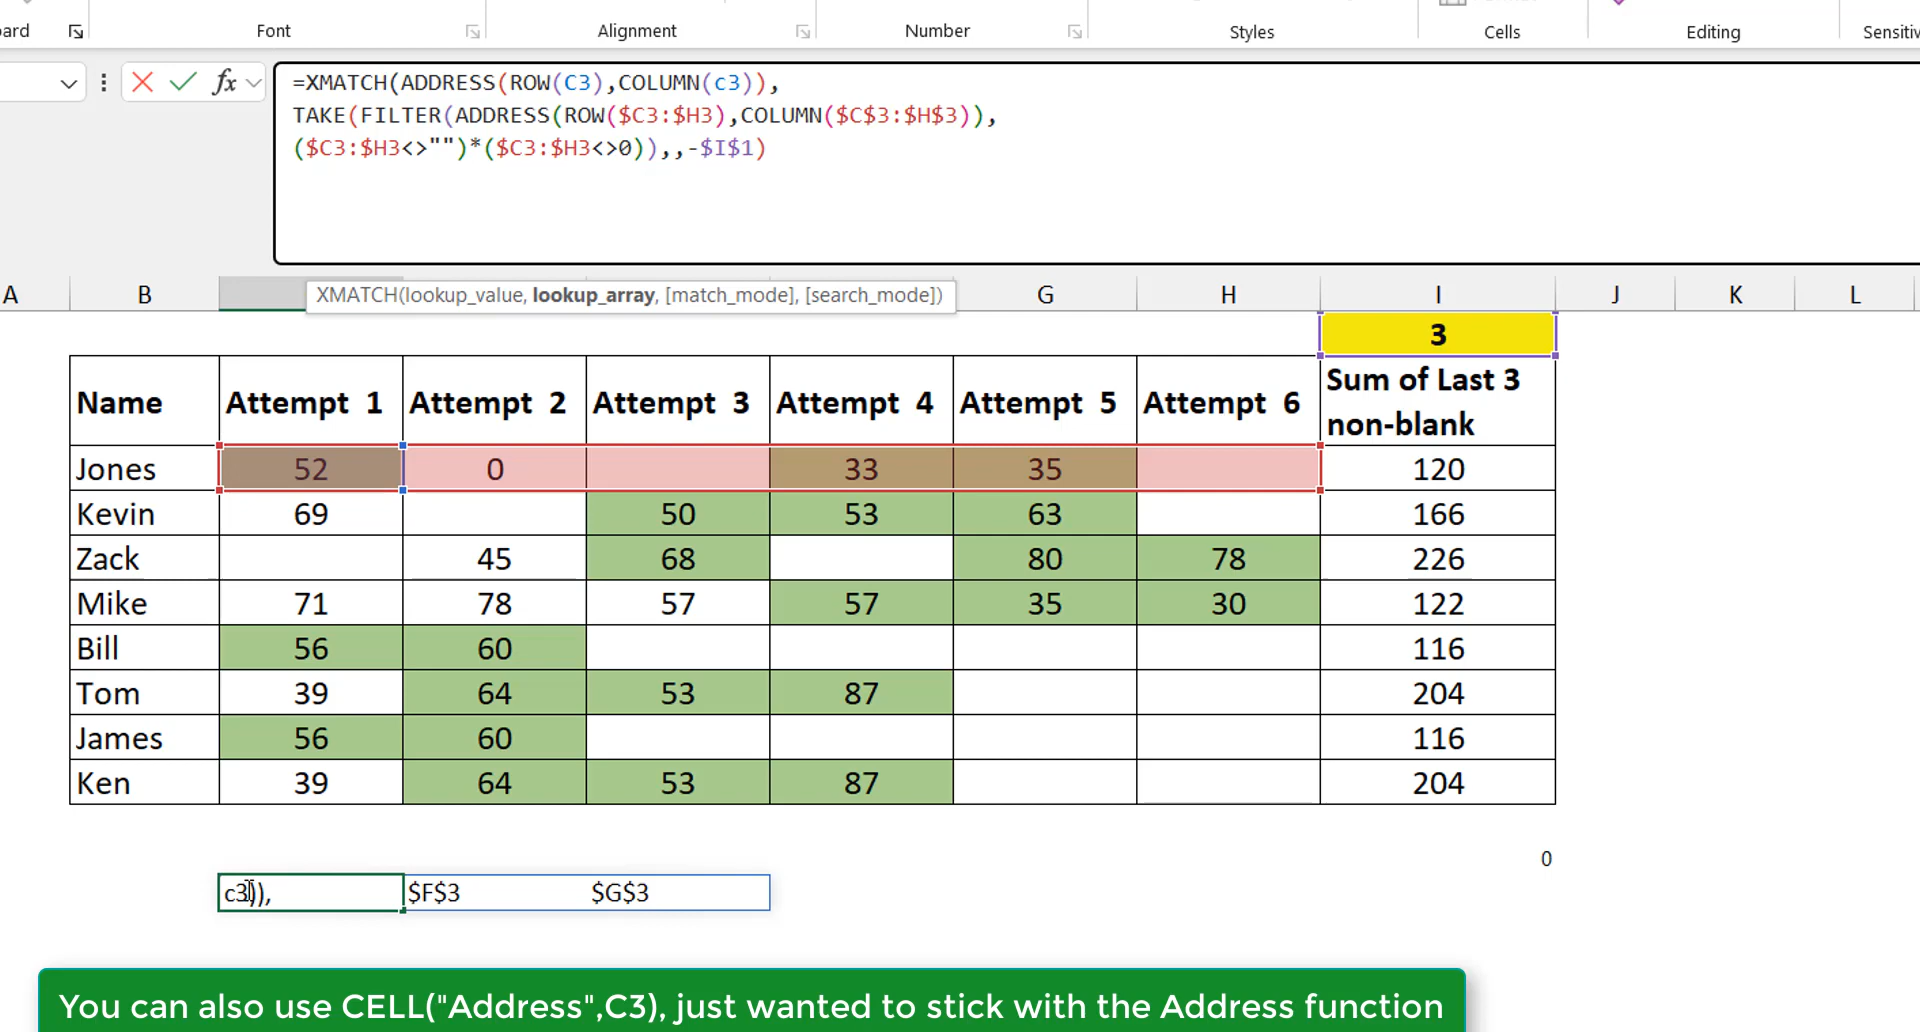 ard
Font
Alignment
Number
Styles
Cells
Editing
Sensitiv
fx
=XMATCH(ADDRESS(ROW(C3),COLUMN(c3)),
TAKE(FILTER(ADDRESS(ROW($C3:$H3),COLUMN($C$3:$H$3)),
($C3:$H3<>"")*($C3:$H3<>0)),,-$I$1)
XMATCH(lookup_value, lookup_array, [match_mode], [search_mode])
A B G H I J K L
3
Name Attempt 1 Attempt 2 Attempt 3 Attempt 4 Attempt 5 Attempt 6 Sum of Last 3
non-blank
Jones 52 0 33 35 120
Kevin 69 50 53 63 166
Zack 45 68 80 78 226
Mike 71 78 57 57 35 30 122
Bill 56 60 116
Tom 39 64 53 87 204
James 56 60 116
Ken 39 64 53 87 204
0
c3)), $F$3 $G$3
You can also use CELL("Address",C3), just wanted to stick with the Address function